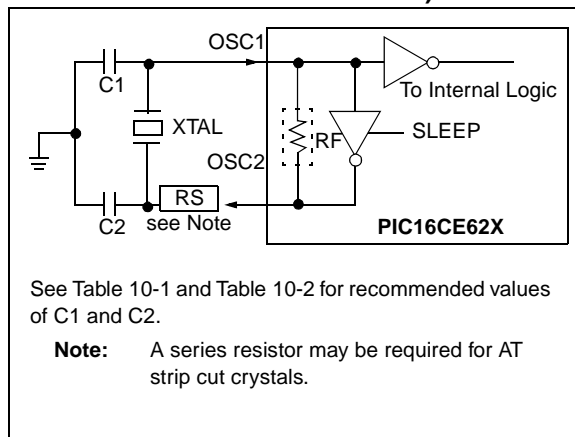 OSC1
C1
To Internal Logic
XTAL
RF
SLEEP
OSC2
RS
C2
see Note
PIC16CE62X
See Table 10-1 and Table 10-2 for recommended values
of C1 and C2.
Note: A series resistor may be required for AT
strip cut crystals.